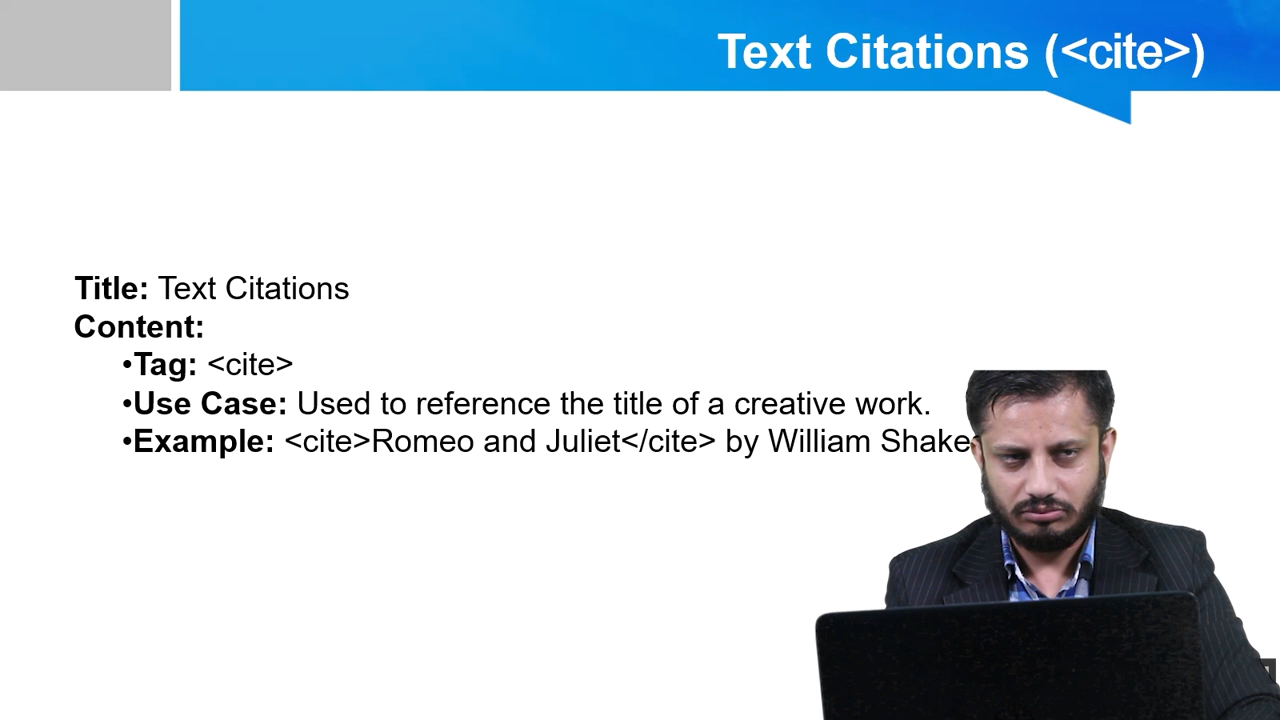 Text Citations (<cite>)
Title: Text Citations
Content:
•Tag: <cite>
•Use Case: Used to reference the title of a creative work.
•Example: <cite>Romeo and Juliet</cite> by William Shake